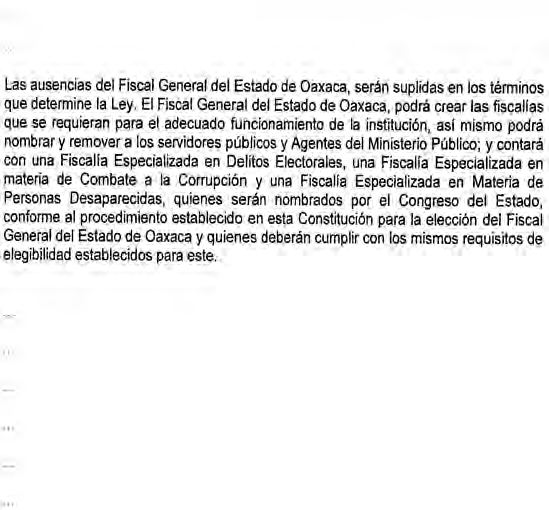 Las ausencias del Fiscal General del Estado de Oaxaca, serán suplidas en los términos
que determine la Ley. El Fiscal General del Estado de Oaxaca, podrá crear las fiscalías
que se requieran para el adecuado funcionamiento de la institución, así mismo podrá
nombrar y remover a los servidores públicos y Agentes del Ministerio Público; y contará
con una Fiscalía Especializada en Delitos Electorales, una Fiscalía Especializada en
materia de Combate a la Corrupción y una Fiscalía Especializada en Materia de
Personas Desaparecidas, quienes serán nombrados por el Congreso del Estado,
conforme al procedimiento establecido en esta Constitución para la elección del Fiscal
General del Estado de Oaxaca y quienes deberán cumplir con los mismos requisitos de
elegibilidad establecidos para este.
...
...
...
...
...
...